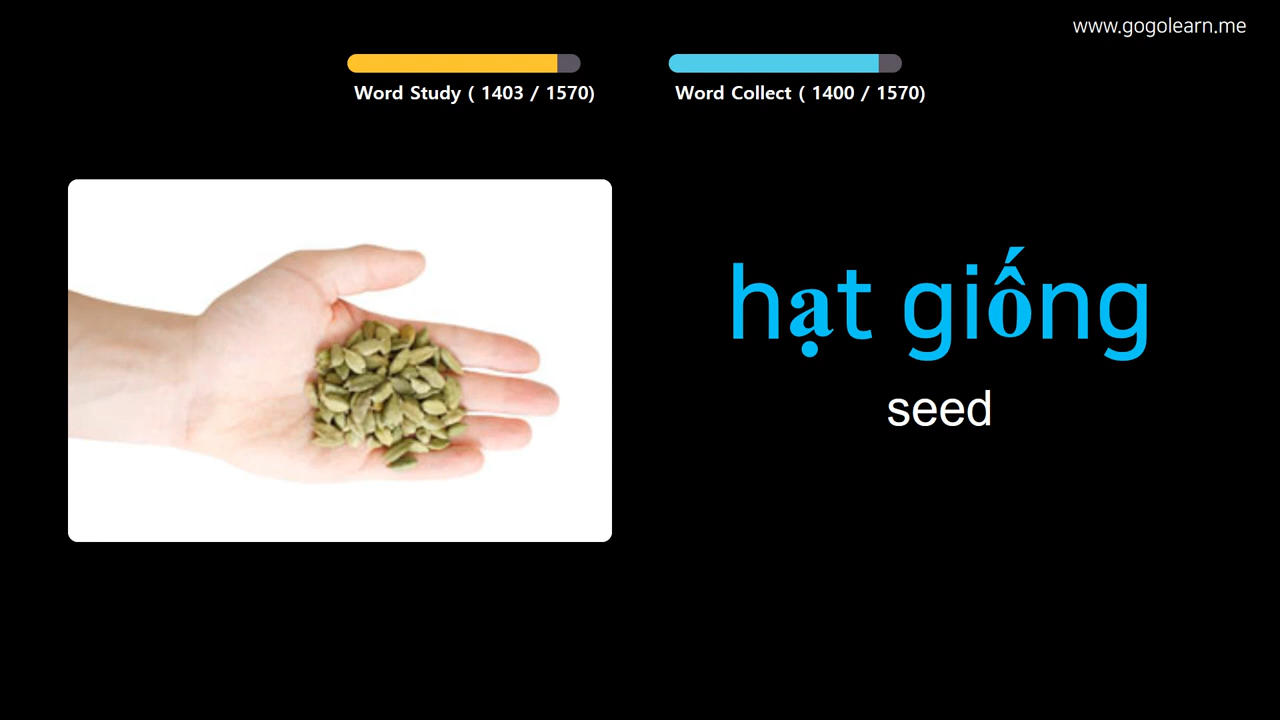 www.gogolearn.me
Word Study ( 1403 / 1570)
Word Collect ( 1400 / 1570)
hạt giống
seed